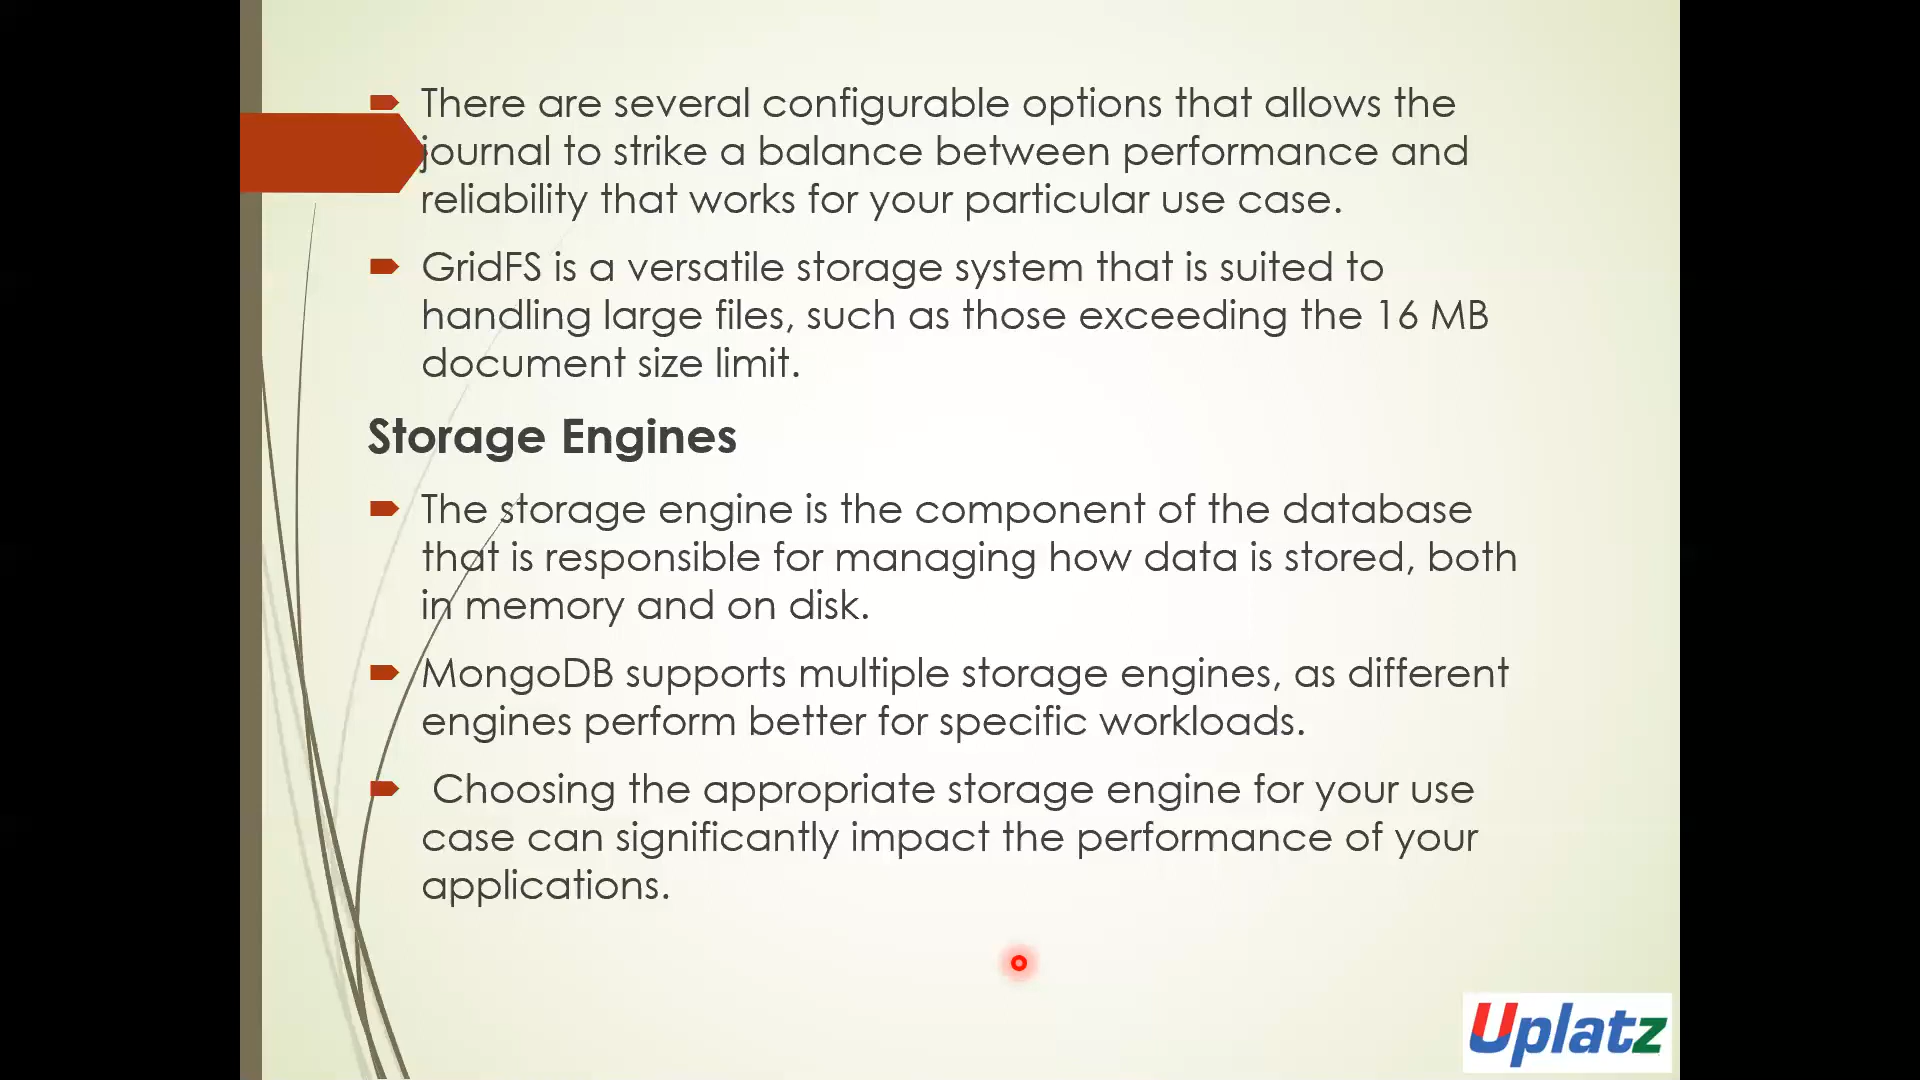 There are several configurable options that allows the
journal to strike a balance between performance and
reliability that works for your particular use case.
GridFS is a versatile storage system that is suited to
handling large files, such as those exceeding the 16 MB
document size limit.
Storage Engines
The storage engine is the component of the database
that is responsible for managing how data is stored, both
in memory and on disk.
MongoDB supports multiple storage engines, as different
engines perform better for specific workloads.
Choosing the appropriate storage engine for your use
case can significantly impact the performance of your
applications.
Uplatz